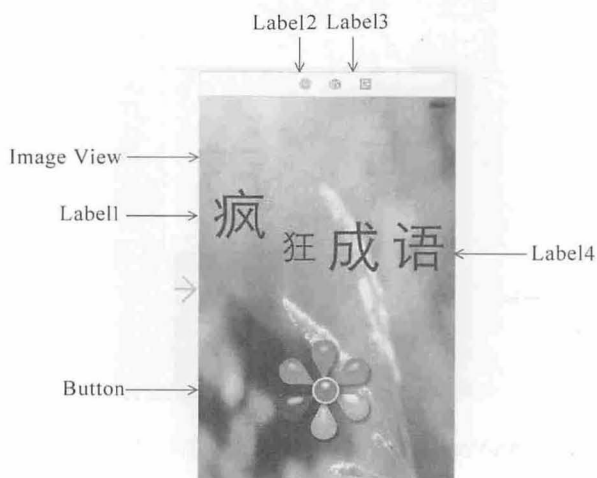 Label2 Label3
Image View
Label1
疯
狂 成 语
Label4
Button